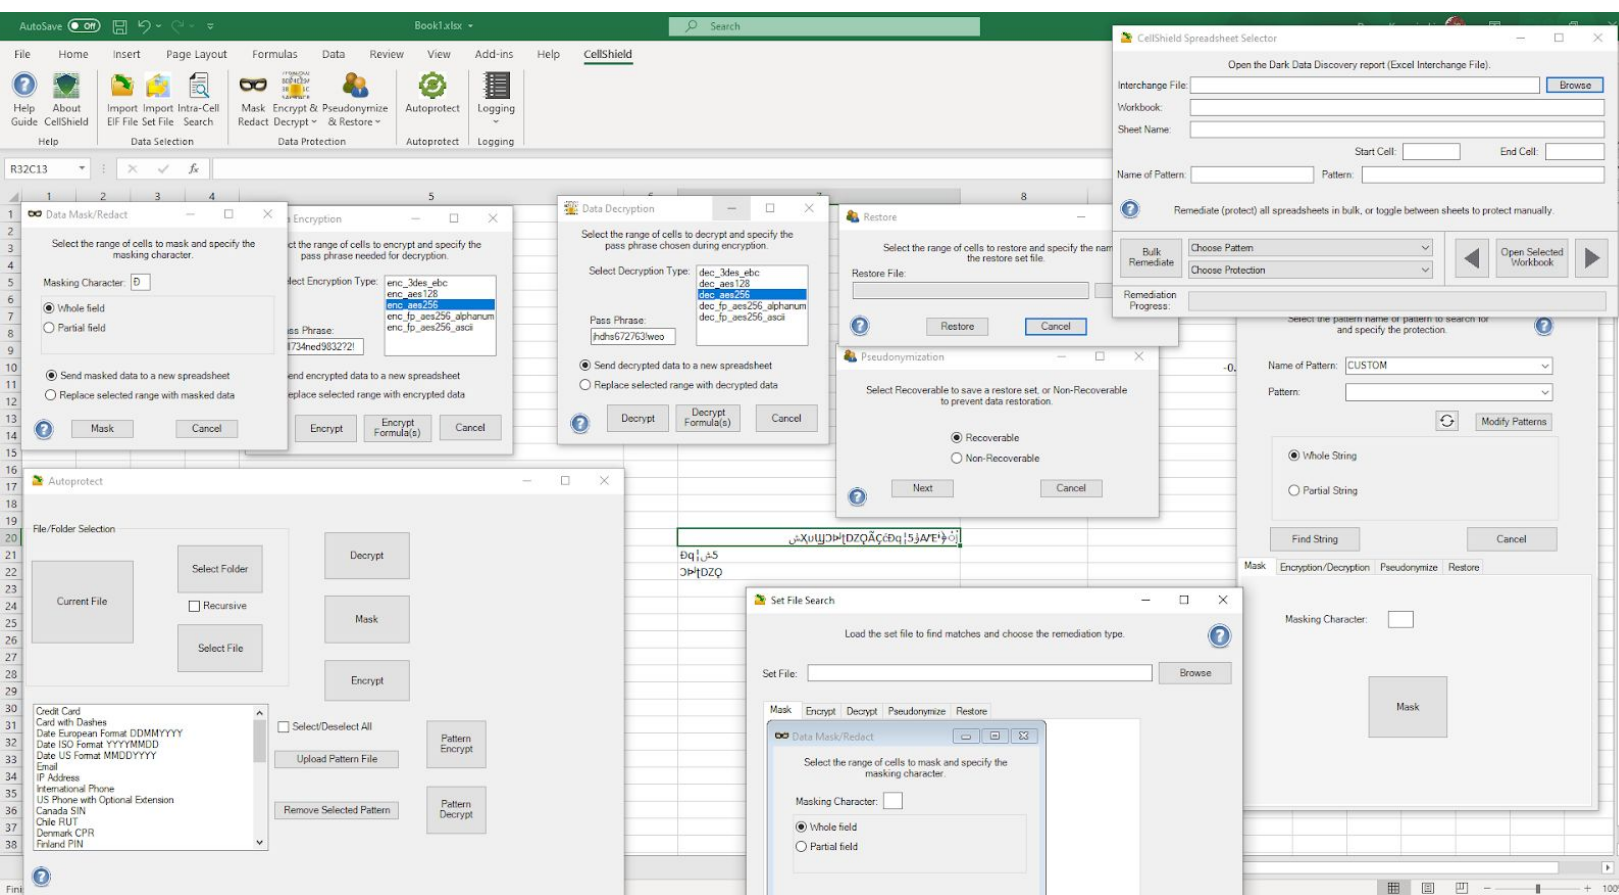 AutoSave Off Book1.xlsx Search
File Home Insert Page Layout Formulas Data Review View Add-ins Help CellShield
Help Guide
About CellShield
Import EIF File
Import Set File
Intra-Cell Search
Mask Redact
Encrypt & Decrypt
Pseudonymize & Restore
Autoprotect
Logging
Help Data Selection Data Protection Autoprotect Logging
R32C13 fx
1 2 3 4 5 7 8
CellShield Spreadsheet Selector
Open the Dark Data Discovery report (Excel Interchange File).
Interchange File: Browse
Workbook:
Sheet Name:
Start Cell: End Cell:
Name of Pattern: Pattern:
Remediate (protect) all spreadsheets in bulk, or toggle between sheets to protect manually.
Bulk Remediate
Choose Pattern
Choose Protection
Open Selected Workbook
Remediation Progress:
Data Mask/Redact
Select the range of cells to mask and specify the
masking character.
Masking Character: Ð
Whole field
Partial field
Send masked data to a new spreadsheet
Replace selected range with masked data
Mask Cancel
Encryption
the range of cells to encrypt and specify the
pass phrase needed for decryption.
Encryption Type:
enc_3des_ebc
enc_aes128
enc_aes256
enc_fp_aes256_alphanum
enc_fp_aes256_ascii
Phrase:
734ned9832?2!
encrypted data to a new spreadsheet
selected range with encrypted data
Encrypt Encrypt Formula(s) Cancel
Data Decryption
Select the range of cells to decrypt and specify the
pass phrase chosen during encryption.
Select Decryption Type:
dec_3des_ebc
dec_aes128
dec_aes256
dec_fp_aes256_alphanum
dec_fp_aes256_ascii
Pass Phrase:
jhdhs672763!weo
Send decrypted data to a new spreadsheet
Replace selected range with decrypted data
Decrypt Decrypt Formula(s) Cancel
Restore
Select the range of cells to restore and specify the
the restore set file.
Restore File:
Restore Cancel
Pseudonymization
Select Recoverable to save a restore set, or Non-Recoverable
to prevent data restoration.
Recoverable
Non-Recoverable
Next Cancel
Select the pattern name or pattern to search for
and specify the protection.
Name of Pattern: CUSTOM
Pattern:
Modify Patterns
Whole String
Partial String
Find String Cancel
Mask Encryption/Decryption Pseudonymize Restore
Masking Character:
Mask
Autoprotect
File/Folder Selection
Current File
Select Folder
Recursive
Select File
Decrypt
Mask
Encrypt
Credit Card
Card with Dashes
Date European Format DDMMYYYY
Date ISO Format YYYYMMDD
Date US Format MMDDYYYY
Email
IP Address
International Phone
US Phone with Optional Extension
Canada SIN
Chile RUT
Denmark CPR
Finland PIN
Select/Deselect All
Upload Pattern File
Remove Selected Pattern
Pattern Encrypt
Pattern Decrypt
Set File Search
Load the set file to find matches and choose the remediation type.
Set File: Browse
Mask Encrypt Decrypt Pseudonymize Restore
Data Mask/Redact
Select the range of cells to mask and specify the
masking character.
Masking Character:
Whole field
Partial field